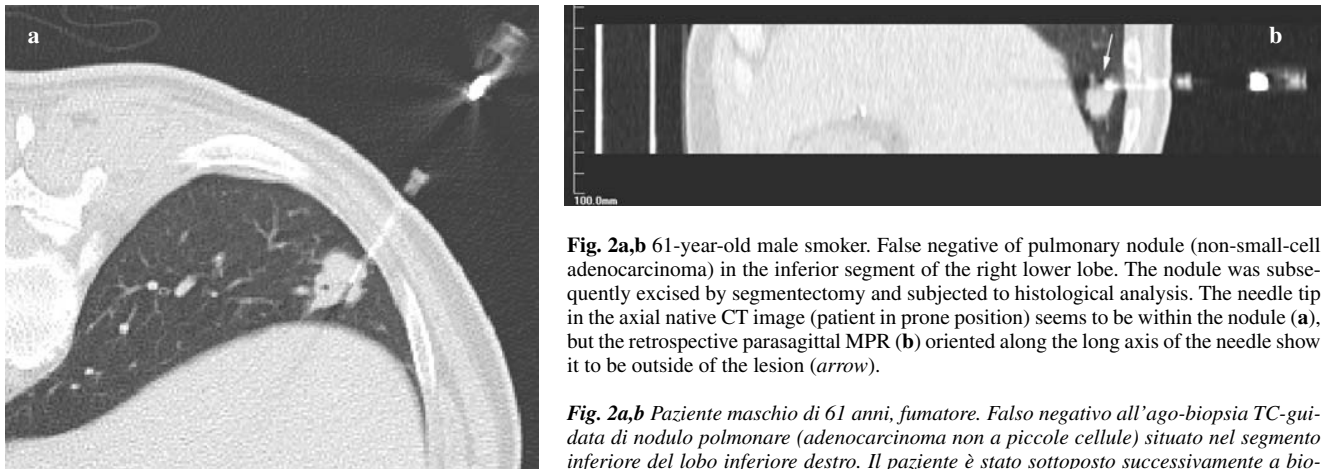 a
b
100.0mm
Fig. 2a,b 61-year-old male smoker. False negative of pulmonary nodule (non-small-cell
adenocarcinoma) in the inferior segment of the right lower lobe. The nodule was subse-
quently excised by segmentectomy and subjected to histological analysis. The needle tip
in the axial native CT image (patient in prone position) seems to be within the nodule (a),
but the retrospective parasagittal MPR (b) oriented along the long axis of the needle show
it to be outside of the lesion (arrow).
Fig. 2a,b Paziente maschio di 61 anni, fumatore. Falso negativo all'ago-biopsia TC-gui-
data di nodulo polmonare (adenocarcinoma non a piccole cellule) situato nel segmento
inferiore del lobo inferiore destro. Il paziente è stato sottoposto successivamente a bio-